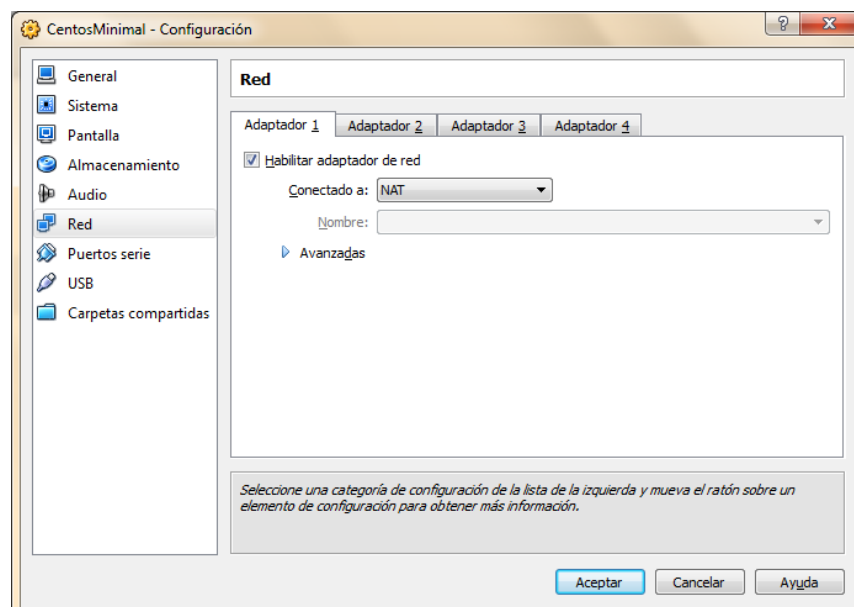 CentosMinimal - Configuración
General
Sistema
Pantalla
Almacenamiento
Audio
Red
Puertos serie
USB
Carpetas compartidas
Red
Adaptador 1 Adaptador 2 Adaptador 3 Adaptador 4
Habilitar adaptador de red
Conectado a: NAT
Nombre:
Avanzadas
Seleccione una categoría de configuración de la lista de la izquierda y mueva el ratón sobre un
elemento de configuración para obtener más información.
Aceptar Cancelar Ayuda